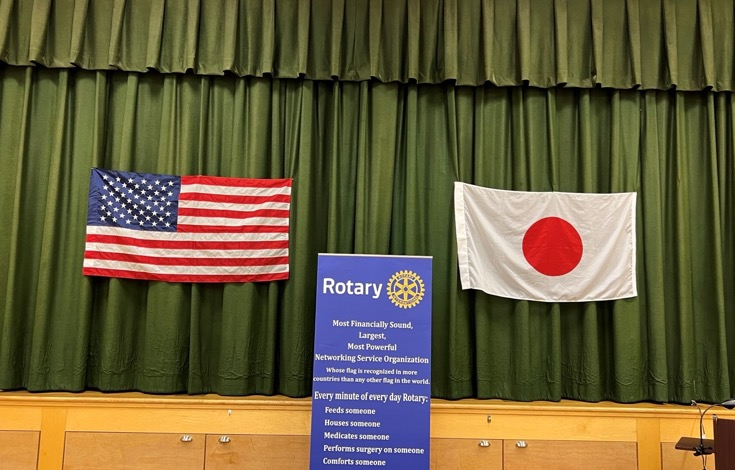 Rotary
Most Financially Sound,
Largest,
Most Powerful
Networking Service Organization
Whose flag is recognized in more
countries than any other flag in the world.
Every minute of every day Rotary:
Feeds someone
Houses someone
Medicates someone
Performs surgery on someone
Comforts someone